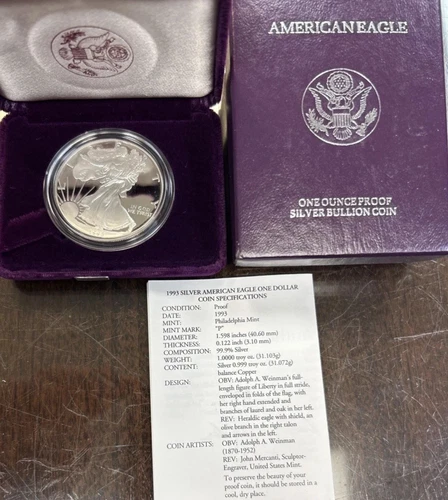 AMERICAN EAGLE
ONE OUNCE PROOF
SILVER BULLION COIN
IN GOD
WE TRUST
1993 SILVER AMERICAN EAGLE ONE DOLLAR
COIN SPECIFICATIONS
CONDITION: Proof
DATE: 1993
MINT: Philadelphia Mint
MINT MARK: "P"
DIAMETER: 1.598 inches (40.60 mm)
THICKNESS: 0.122 inch (3.10 mm)
COMPOSITION: 99.9% Silver
WEIGHT: 1.0000 troy oz. (31.103g)
CONTENT: Silver 0.999 troy oz. (31.072g)
balance Copper
DESIGN: OBV: Adolph A. Weinman's full-
length figure of Liberty in full stride,
enveloped in folds of the flag, with
her right hand extended and
branches of laurel and oak in her left.
REV: Heraldic eagle with shield, an
olive branch in the right talon
and arrows in the left.
COIN ARTISTS: OBV: Adolph A. Weinman
(1870-1952)
REV: John Mercanti, Sculptor-
Engraver, United States Mint.
To preserve the beauty of your
proof coin, it should be stored in a
cool, dry place.